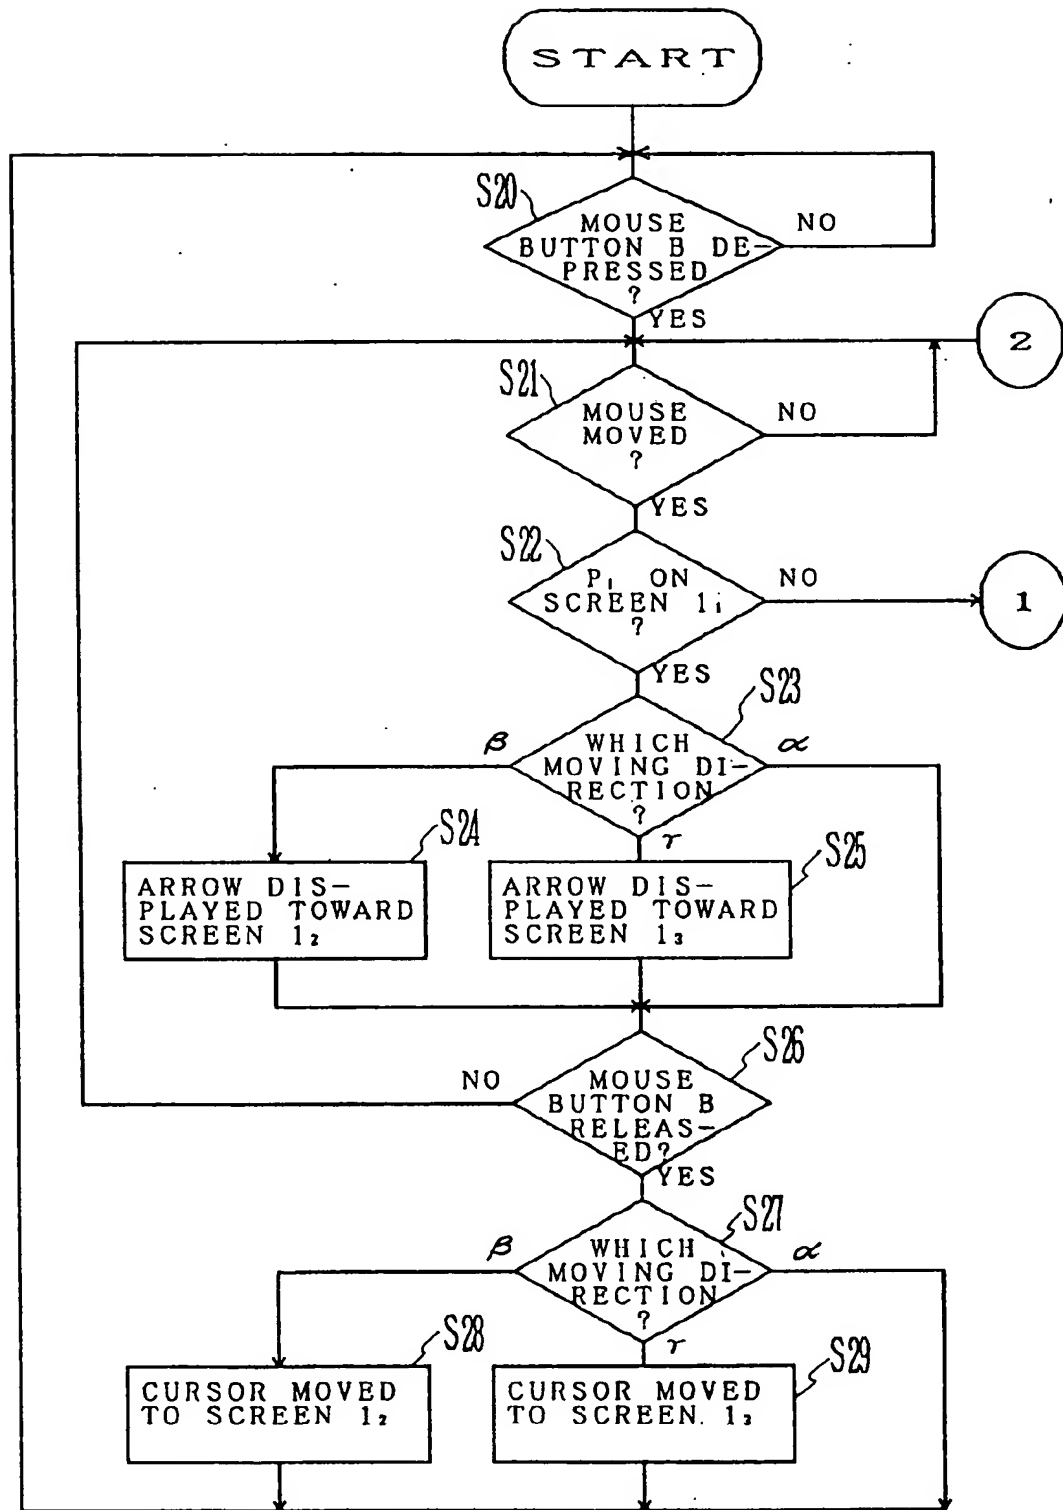 START
S20
MOUSE
BUTTON B DE-
PRESSED
?
NO
YES
2
S21
MOUSE
MOVED
?
NO
YES
S22
P₁ ON
SCREEN 1₁
?
NO
1
YES
S23
β
WHICH
MOVING DI-
RECTION
?
α
γ
S24
ARROW DIS-
PLAYED TOWARD
SCREEN 1₂
S25
ARROW DIS-
PLAYED TOWARD
SCREEN 1₃
S26
NO
MOUSE
BUTTON B
RELEAS-
ED?
YES
S27
β
WHICH
MOVING DI-
RECTION
?
α
γ
S28
CURSOR MOVED
TO SCREEN 1₂
S29
CURSOR MOVED
TO SCREEN. 1₃